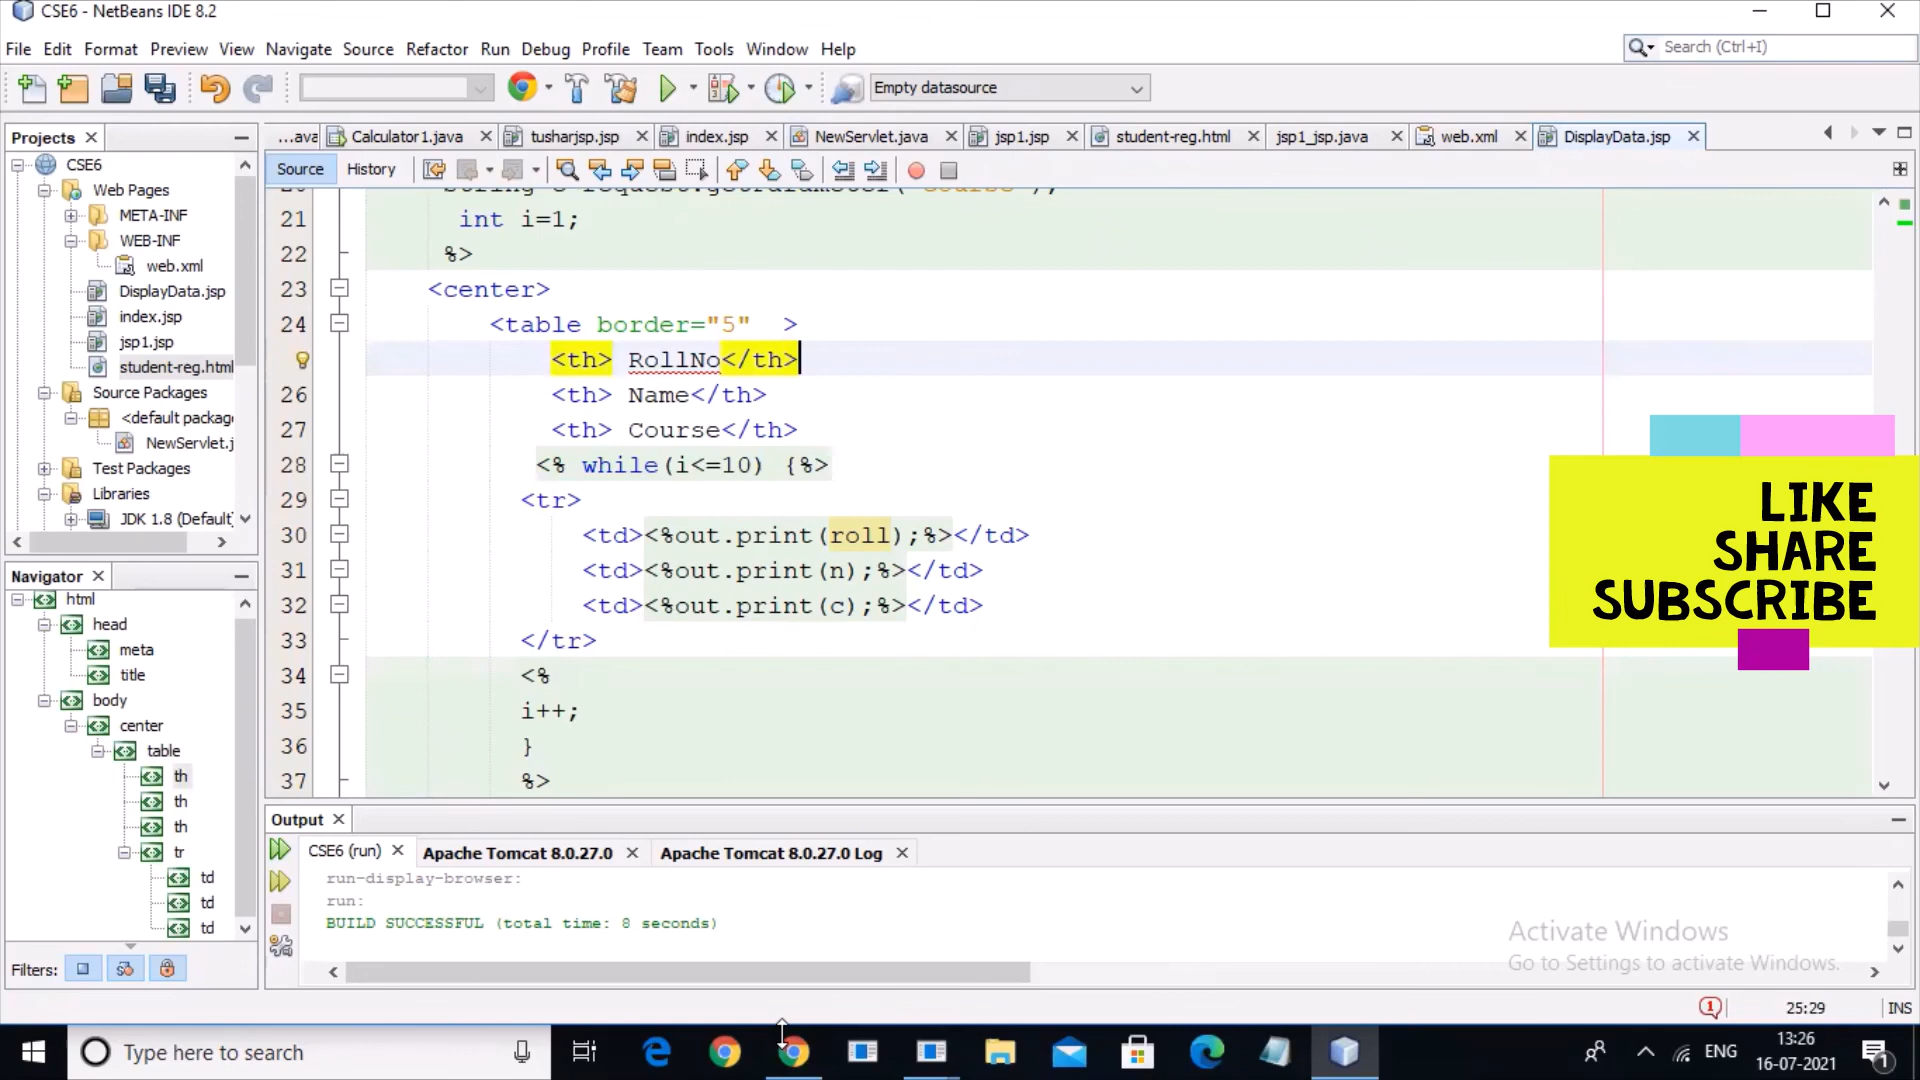 CSE6 - NetBeans IDE 8.2
File Edit Format Preview View Navigate Source Refactor Run Debug Profile Team Tools Window Help
Search (Ctrl+I)
Empty datasource
Projects
...ava Calculator1.java tusharjsp.jsp index.jsp NewServlet.java jsp1.jsp student-reg.html jsp1_jsp.java web.xml DisplayData.jsp
Source History
CSE6
Web Pages
META-INF
WEB-INF
web.xml
DisplayData.jsp
index.jsp
jsp1.jsp
student-reg.html
Source Packages
<default package
NewServlet.j
Test Packages
Libraries
JDK 1.8 (Default)
21 int i=1;
22 %>
23 <center>
24 <table border="5" >
<th> RollNo</th>
26 <th> Name</th>
27 <th> Course</th>
28 <% while(i<=10) {%>
29 <tr>
30 <td><%out.print(roll);%></td>
31 <td><%out.print(n);%></td>
32 <td><%out.print(c);%></td>
33 </tr>
34 <%
35 i++;
36 }
37 %>
LIKE
SHARE
SUBSCRIBE
Navigator
html
head
meta
title
body
center
table
th
th
th
tr
td
td
td
Filters:
Output
CSE6 (run) Apache Tomcat 8.0.27.0 Apache Tomcat 8.0.27.0 Log
run-display-browser:
run:
BUILD SUCCESSFUL (total time: 8 seconds)
Activate Windows
Go to Settings to activate Windows.
25:29 INS
Type here to search
ENG
13:26
16-07-2021
1